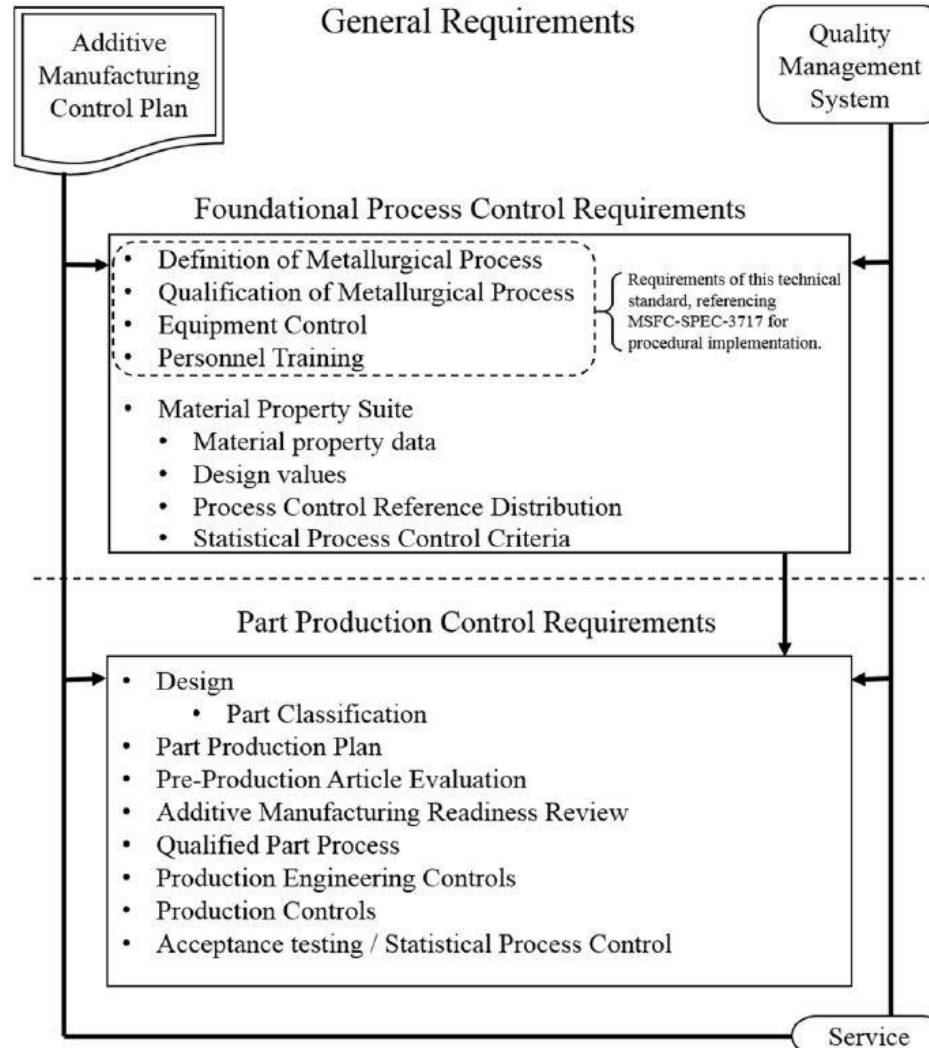 General Requirements
Additive
Manufacturing
Control Plan
Quality
Management
System
Foundational Process Control Requirements
• Definition of Metallurgical Process
• Qualification of Metallurgical Process
• Equipment Control
• Personnel Training
Requirements of this technical
standard, referencing
MSFC-SPEC-3717 for
procedural implementation.
• Material Property Suite
• Material property data
• Design values
• Process Control Reference Distribution
• Statistical Process Control Criteria
Part Production Control Requirements
• Design
• Part Classification
• Part Production Plan
• Pre-Production Article Evaluation
• Additive Manufacturing Readiness Review
• Qualified Part Process
• Production Engineering Controls
• Production Controls
• Acceptance testing / Statistical Process Control
Service